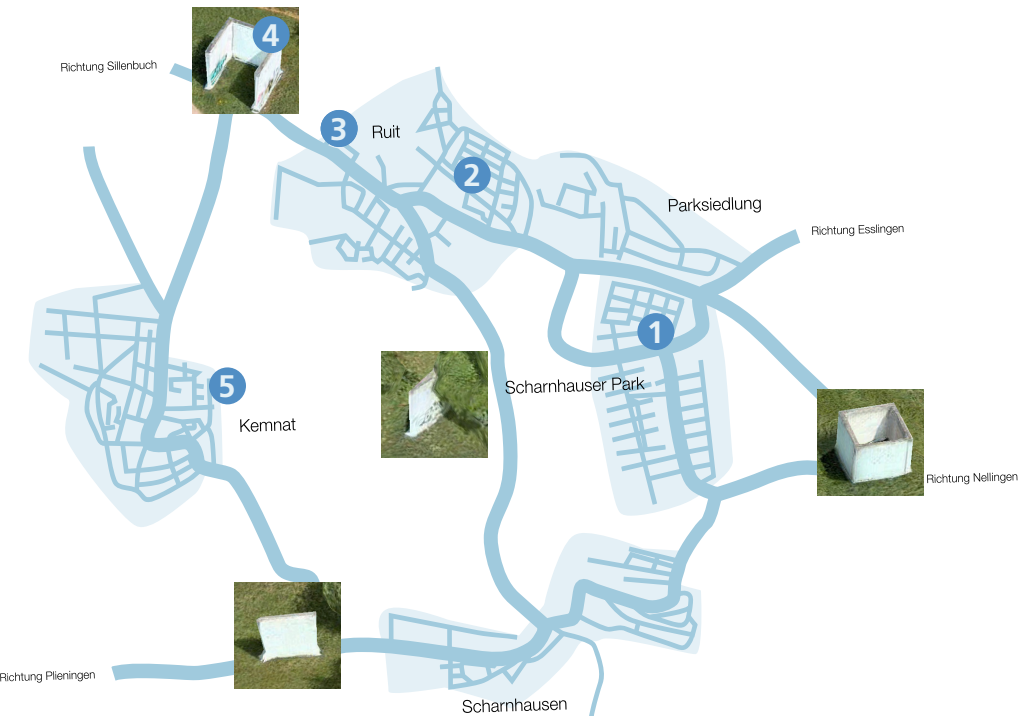 4
Richtung Sillenbuch
3
Ruit
2
Parksiedlung
Richtung Esslingen
1
Scharnhauser Park
5
Kemnat
Richtung Nellingen
Richtung Plieningen
Scharnhausen